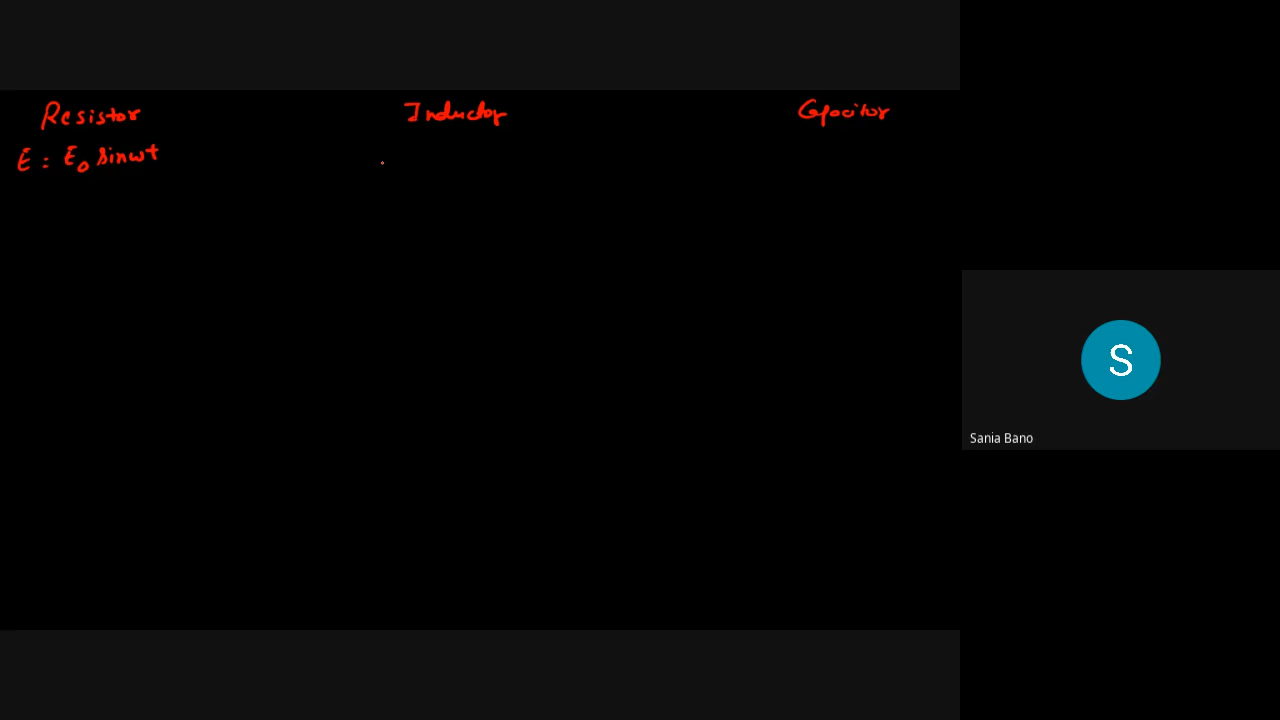 Resistor Inductor Capacitor
E = E₀ sinωt
S
Sania Bano